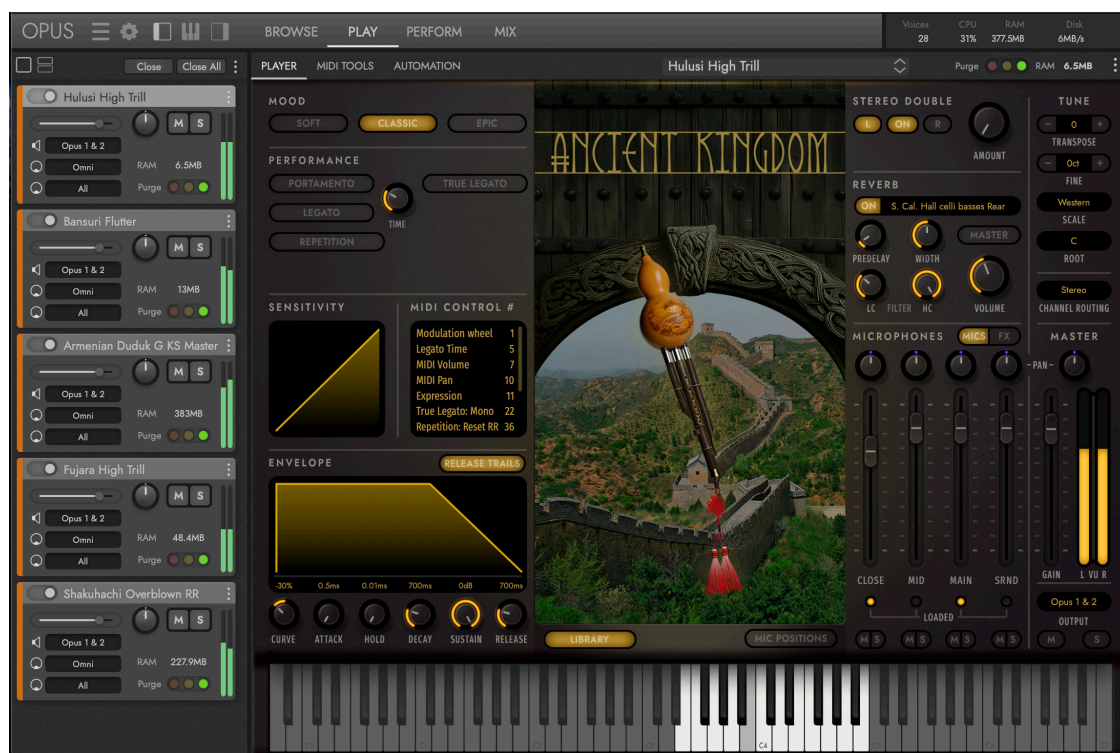 OPUS BROWSE PLAY PERFORM MIX
Voices CPU RAM Disk
28 31% 377.5MB 6MB/s
Close Close All
PLAYER MIDI TOOLS AUTOMATION Hulusi High Trill Purge RAM 6.5MB
Hulusi High Trill
M S
Opus 1 & 2
Omni RAM 6.5MB
All Purge
Bansuri Flutter
M S
Opus 1 & 2
Omni RAM 13MB
All Purge
Armenian Duduk G KS Master
M S
Opus 1 & 2
Omni RAM 383MB
All Purge
Fujara High Trill
M S
Opus 1 & 2
Omni RAM 48.4MB
All Purge
Shakuhachi Overblown RR
M S
Opus 1 & 2
Omni RAM 227.9MB
All Purge
MOOD
SOFT CLASSIC EPIC
PERFORMANCE
PORTAMENTO TRUE LEGATO
LEGATO
TIME
REPETITION
SENSITIVITY
MIDI CONTROL #
Modulation wheel 1
Legato Time 5
MIDI Volume 7
MIDI Pan 10
Expression 11
True Legato: Mono 22
Repetition: Reset RR 36
ENVELOPE RELEASE TRAILS
-30% 0.5ms 0.01ms 700ms 0dB 700ms
CURVE ATTACK HOLD DECAY SUSTAIN RELEASE
ANCIENT KINGDOM
LIBRARY MIC POSITIONS
STEREO DOUBLE
L ON R
AMOUNT
REVERB
ON S. Cal. Hall celli basses Rear
MASTER
PREDELAY WIDTH
LC FILTER HC VOLUME
MICROPHONES MICS FX
- PAN -
CLOSE MID MAIN SRND
LOADED
M S M S M S M S
TUNE
- 0 +
TRANSPOSE
- 0ct +
FINE
Western
SCALE
C
ROOT
Stereo
CHANNEL ROUTING
MASTER
GAIN L VU R
Opus 1 & 2
OUTPUT
M S
C4